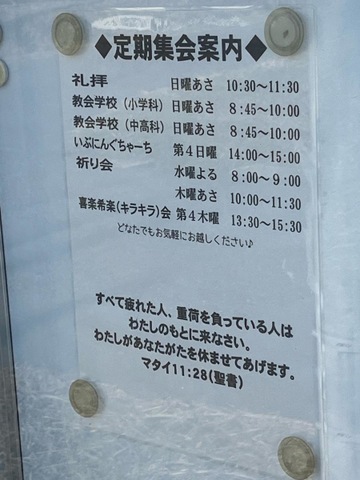 ◆定期集会案内◆
礼拝 日曜あさ 10:30〜11:30
教会学校(小学科)日曜あさ 8:45〜10:00
教会学校(中高科)日曜あさ 8:45〜10:00
いぶにんぐちゃーち 第4日曜 14:00〜15:00
祈り会 水曜よる 8:00〜9:00
木曜あさ 10:00〜11:30
喜楽希楽(キラキラ)会 第4木曜 13:30〜15:30
どなたでもお気軽にお越しください♪
すべて疲れた人、重荷を負っている人は
わたしのもとに来なさい。
わたしがあなたがたを休ませてあげます。
マタイ11:28(聖書)